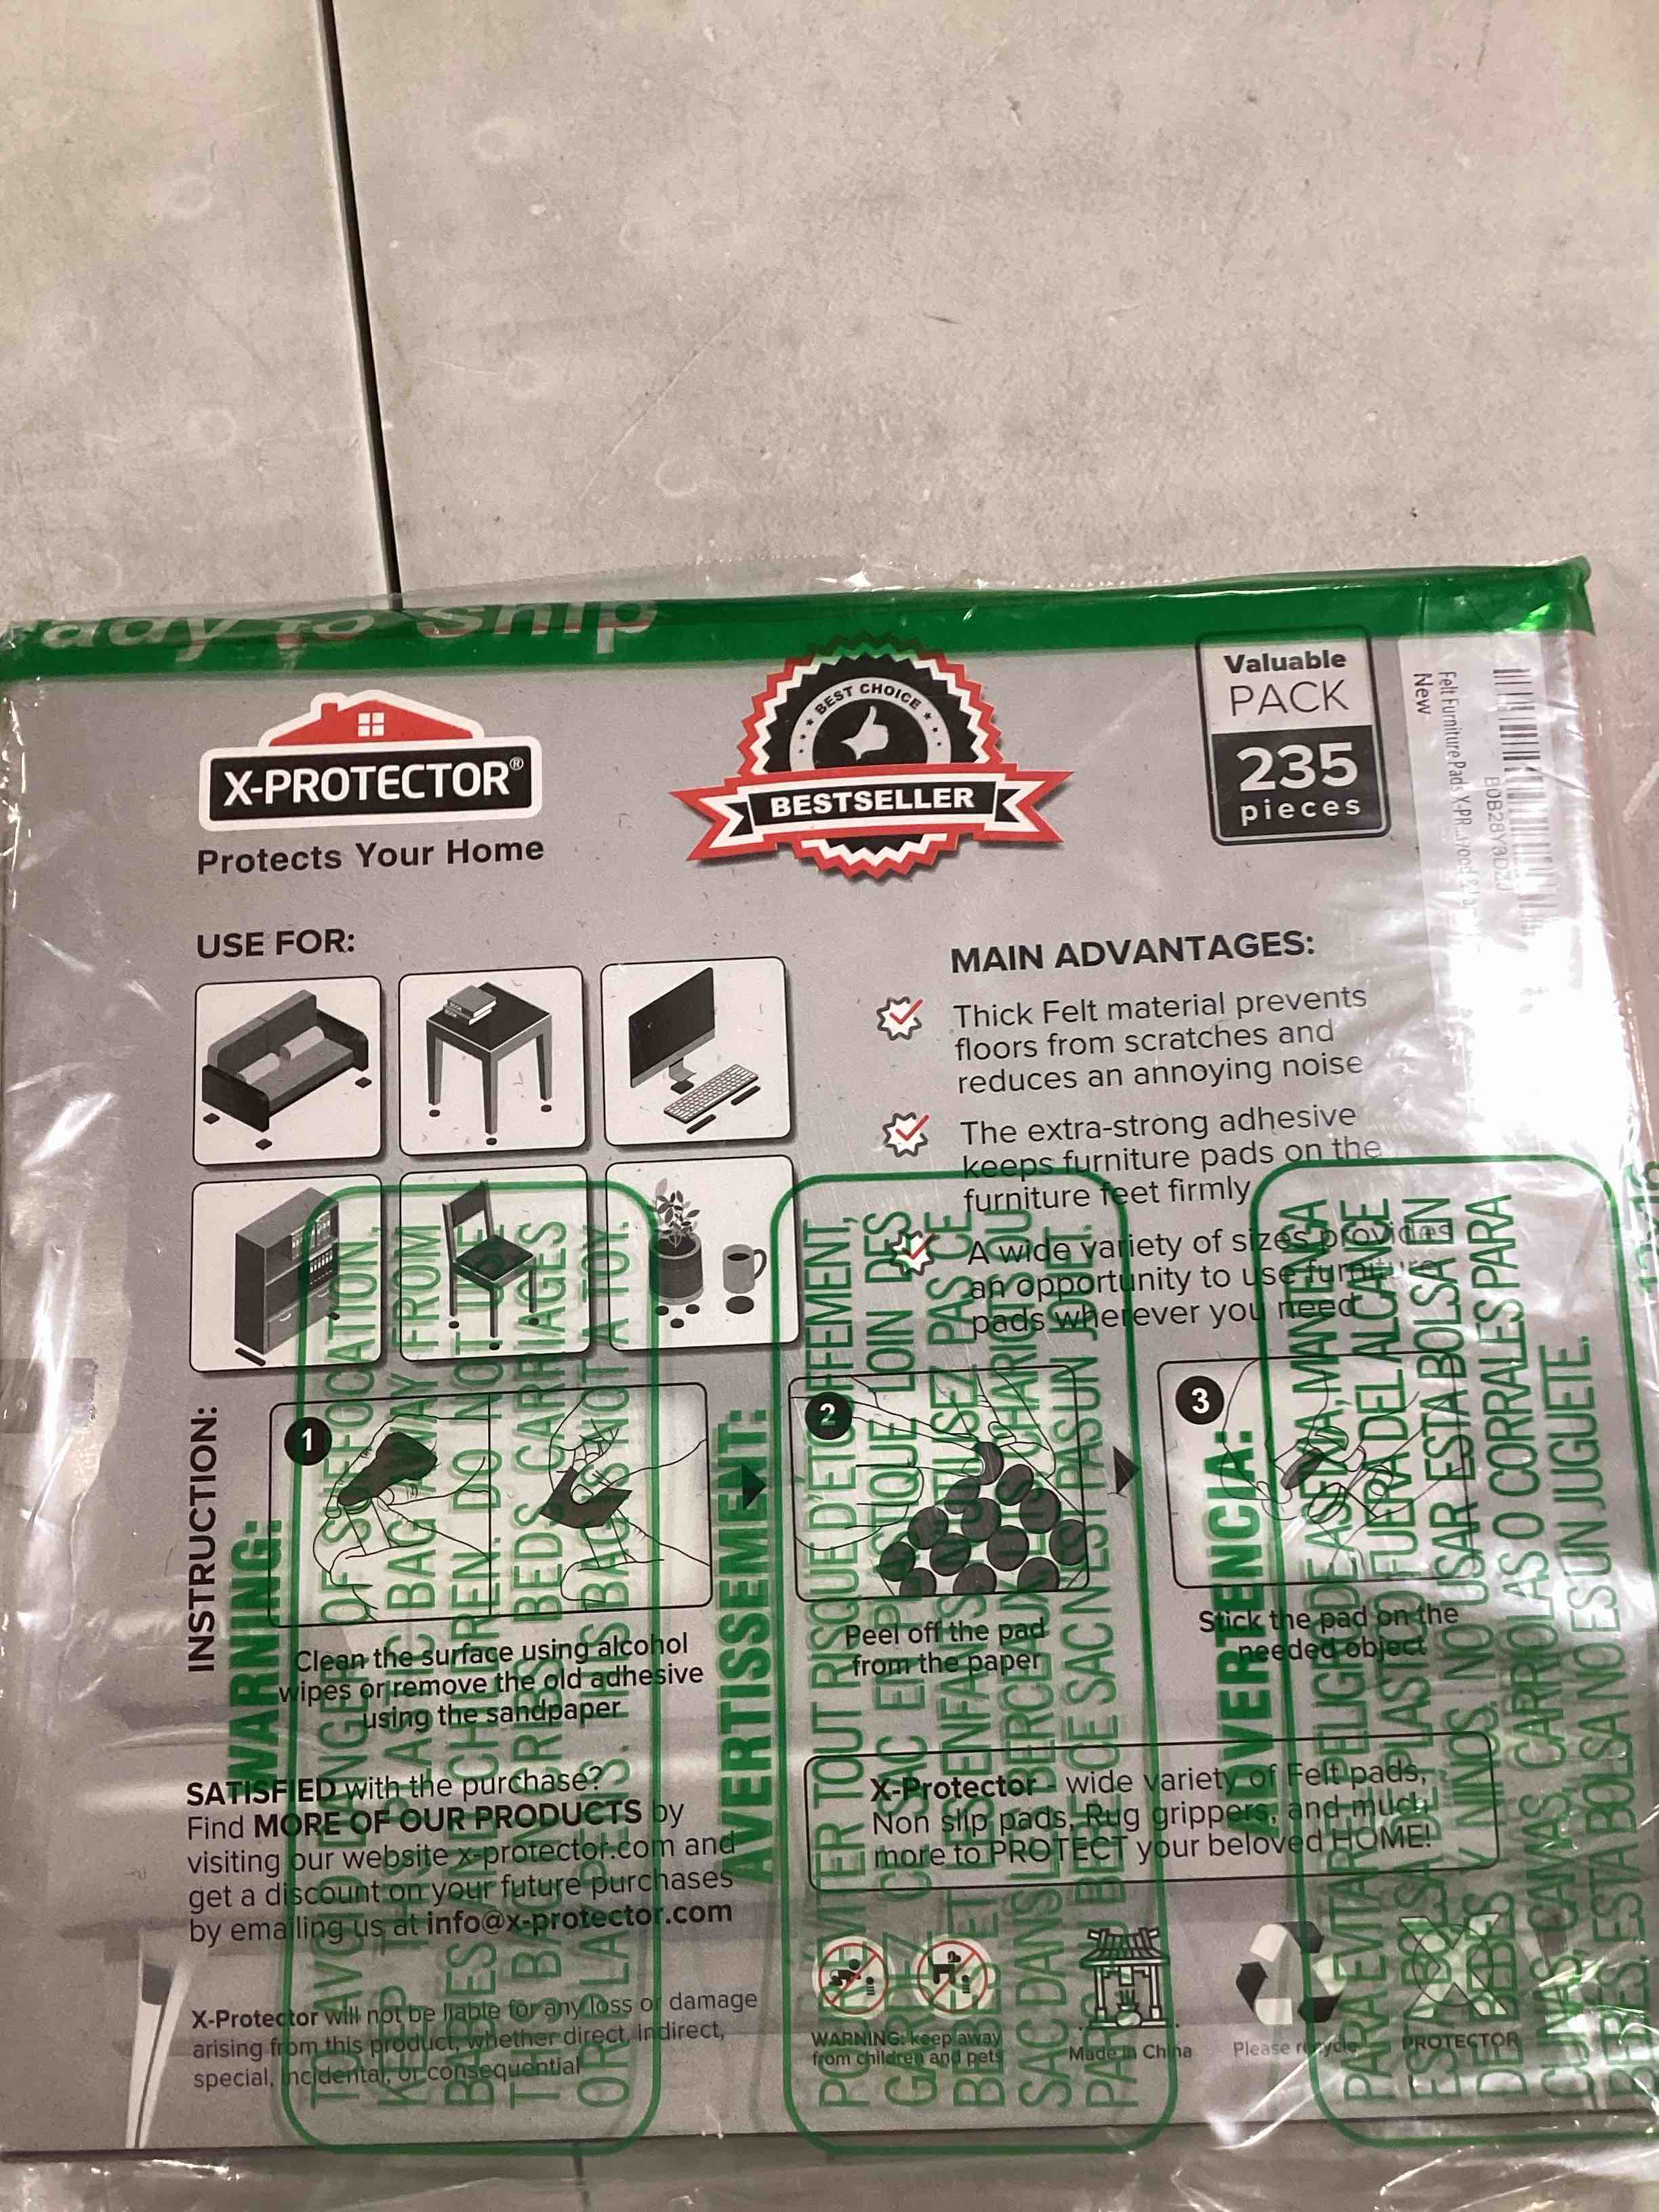 ady to ship
X-PROTECTOR®
Protects Your Home
BEST CHOICE
BESTSELLER
Valuable
PACK
235
pieces
Felt Furniture Pads X-PR
New
USE FOR:
MAIN ADVANTAGES:
Thick Felt material prevents
floors from scratches and
reduces an annoying noise
The extra-strong adhesive
keeps furniture pads on the
furniture feet firmly
A wide variety of sizes provides
an opportunity to use furniture
pads wherever you need
INSTRUCTION:
1
Clean the surface using alcohol
wipes or remove the old adhesive
using the sandpaper
2
Peel off the pad
from the paper
3
Stick the pad on the
needed object
SATISFIED with the purchase?
Find MORE OF OUR PRODUCTS by
visiting our website x-protector.com and
get a discount on your future purchases
by emailing us at info@x-protector.com
X-Protector - wide variety of Felt pads,
Non slip pads, Rug grippers, and much
more to PROTECT your beloved HOME!
X-Protector will not be liable for any loss or damage
arising from this product, whether direct, indirect,
special, incidental, or consequential
WARNING: keep away
from children and pets
Made in China
Please recycle
PROTECTOR
WARNING:
TO AVOID DANGER OF SUFFOCATION,
KEEP THIS PLASTIC BAG AWAY FROM
BABIES AND CHILDREN. DO NOT USE
THIS BAG IN CRIBS, BEDS, CARRIAGES
OR PLAYPENS. THIS BAG IS NOT A TOY.
AVERTISSEMENT:
POUR ÉVITER TOUT RISQUE D'ÉTOUFFEMENT,
GARDEZ CE SAC EN PLASTIQUE LOIN DES
BÉBÉS ET DES ENFANTS. N'UTILISEZ PAS CE
SAC DANS LES BERCEAUX, LITS, CHARIOTS OU
PARCS POUR BÉBÉ. CE SAC N'EST PAS UN JOUET.
ADVERTENCIA:
PARA EVITAR PELIGRO DE ASFIXIA, MANTENGA
ESTA BOLSA PLASTICO FUERA DEL ALCANCE
DE BEBES Y NINOS. NO USAR ESTA BOLSA EN
CUNAS, CAMAS, CARRIOLAS O CORRALES PARA
BEBES. ESTA BOLSA NO ES UN JUGUETE.